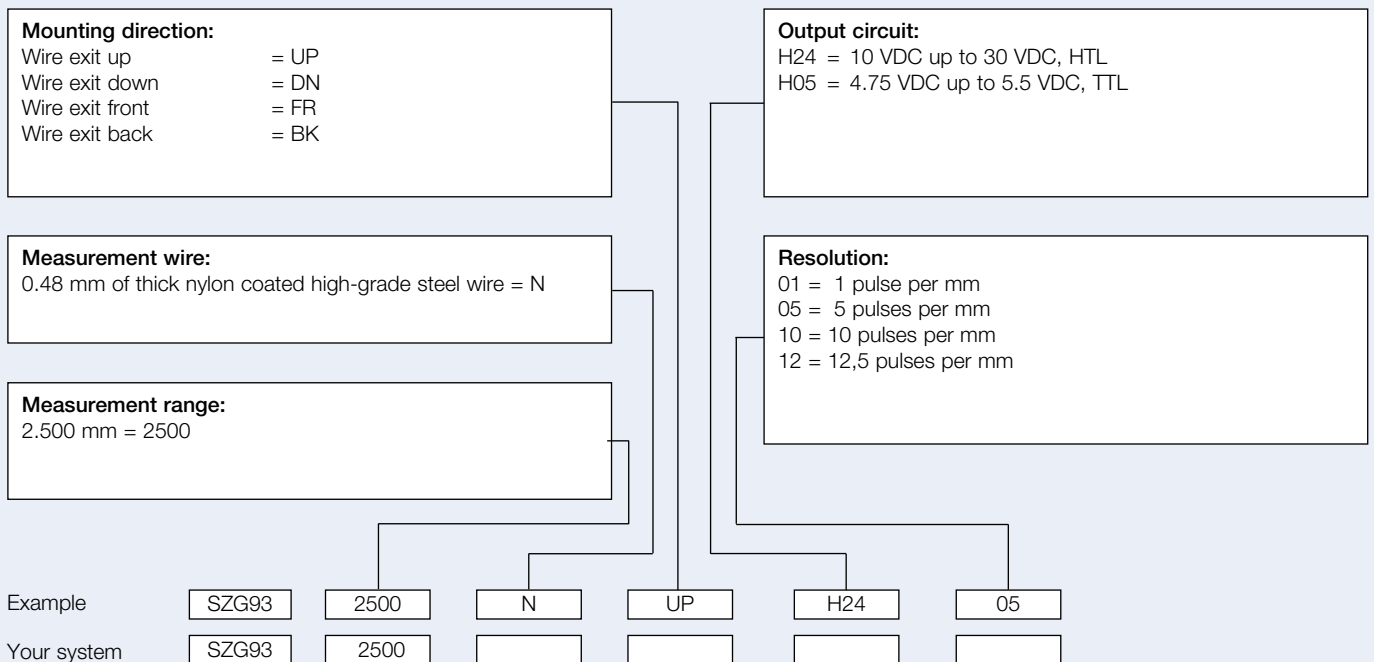 Mounting direction:
Wire exit up = UP
Wire exit down = DN
Wire exit front = FR
Wire exit back = BK
Output circuit:
H24 = 10 VDC up to 30 VDC, HTL
H05 = 4.75 VDC up to 5.5 VDC, TTL
Measurement wire:
0.48 mm of thick nylon coated high-grade steel wire = N
Resolution:
01 = 1 pulse per mm
05 = 5 pulses per mm
10 = 10 pulses per mm
12 = 12,5 pulses per mm
Measurement range:
2.500 mm = 2500
Example SZG93 2500 N UP H24 05
Your system SZG93 2500